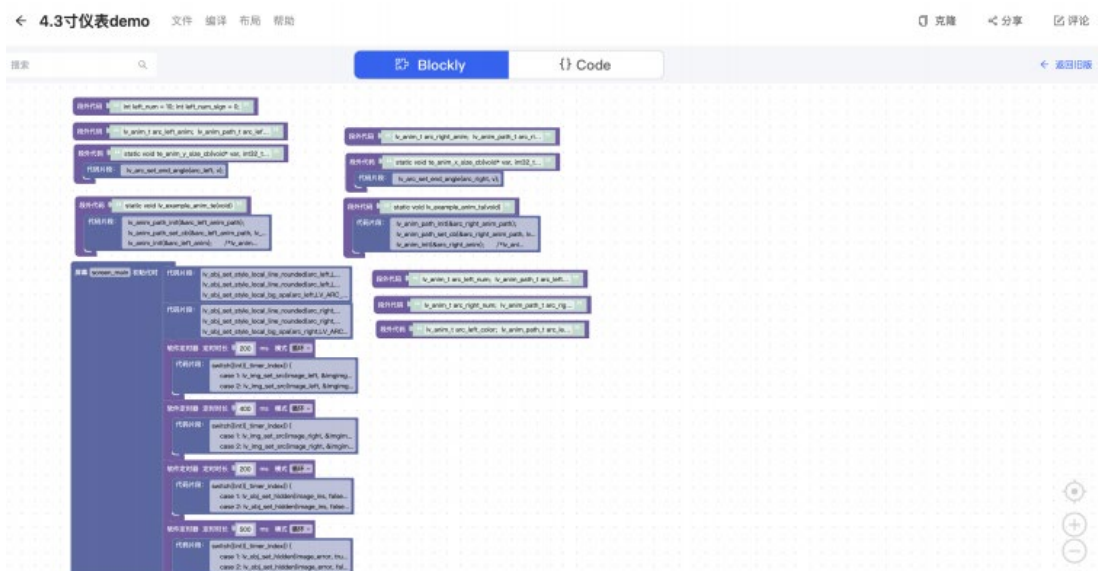 ← 4.3寸仪表demo 文件 编译 布局 帮助 克隆 分享 评论
搜索 Blockly {} Code ← 返回旧版
段外代码 int left_num = 10; int left_num_sign = 0;
段外代码 lv_anim_t arc_left_anim; lv_anim_path_t arc_lef...
段外代码 static void te_anim_y_size_cb(void* var, int32_t...
代码片段: lv_arc_set_end_angle(arc_left, v);
段外代码 static void lv_example_anim_te(void)
代码片段: lv_anim_path_init(&arc_left_anim_path);
lv_anim_path_set_cb(&arc_left_anim_path, lv_...
lv_anim_init(&arc_left_anim); /*lv_anim...
段外代码 lv_anim_t arc_right_anim; lv_anim_path_t arc_ri...
段外代码 static void te_anim_x_size_cb(void* var, int32_t...
代码片段: lv_arc_set_end_angle(arc_right, v);
段外代码 static void lv_example_anim_ta(void)
代码片段: lv_anim_path_init(&arc_right_anim_path);
lv_anim_path_set_cb(&arc_right_anim_path, lv...
lv_anim_init(&arc_right_anim); /*lv_ani...
段外代码 lv_anim_t arc_left_num; lv_anim_path_t arc_left...
段外代码 lv_anim_t arc_right_num; lv_anim_path_t arc_rig...
段外代码 lv_anim_t arc_left_color; lv_anim_path_t arc_le...
屏幕 screen_main 初始化时
代码片段: lv_obj_set_style_local_line_rounded(arc_left,L...
lv_obj_set_style_local_line_rounded(arc_left,L...
lv_obj_set_style_local_bg_opa(arc_left,LV_ARC_...
代码片段: lv_obj_set_style_local_line_rounded(arc_right,...
lv_obj_set_style_local_line_rounded(arc_right,...
lv_obj_set_style_local_bg_opa(arc_right,LV_ARC...
软件定时器 定时时长 200 ms 模式 循环
代码片段: switch((int)(_timer_index)) {
case 1: lv_img_set_src(image_left, &imgimg...
case 2: lv_img_set_src(image_left, &imgimg...
软件定时器 定时时长 400 ms 模式 循环
代码片段: switch((int)(_timer_index)) {
case 1: lv_img_set_src(image_right, &imgim...
case 2: lv_img_set_src(image_right, &imgim...
软件定时器 定时时长 200 ms 模式 循环
代码片段: switch((int)(_timer_index)) {
case 1: lv_obj_set_hidden(image_ins, false...
case 2: lv_obj_set_hidden(image_ins, false...
软件定时器 定时时长 500 ms 模式 循环
代码片段: switch((int)(_timer_index)) {
case 1: lv_obj_set_hidden(image_error, tru...
case 2: lv_obj_set_hidden(image_error, fal...